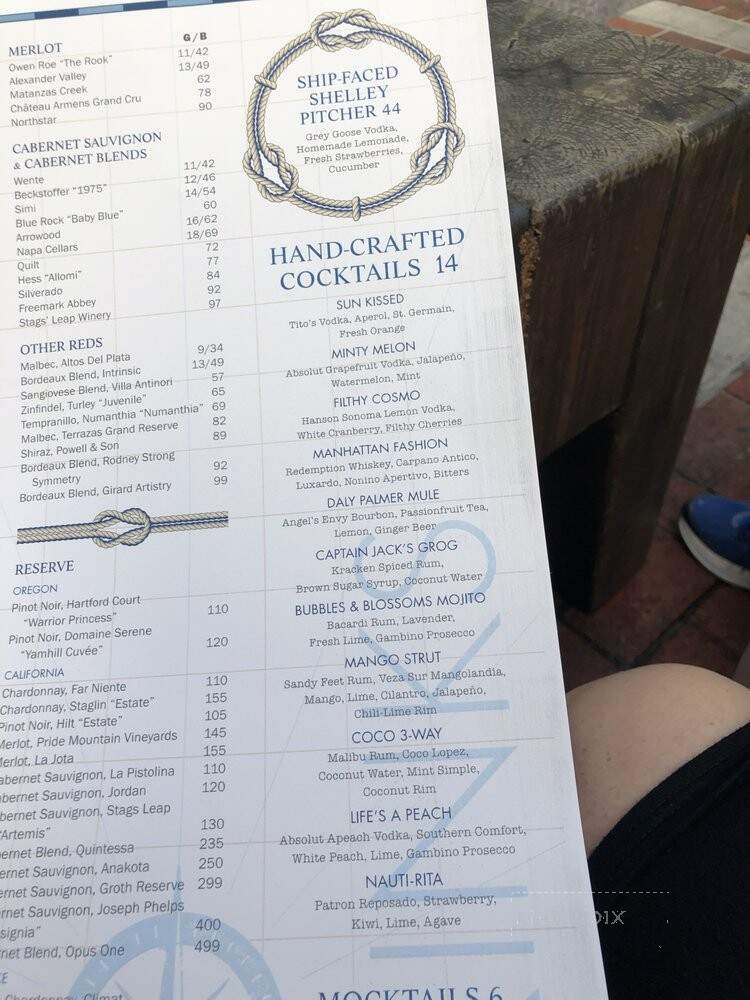 MERLOT
G / B
Owen Roe "The Rook" 11/42
Alexander Valley 13/49
Matanzas Creek 62
Château Armens Grand Cru 78
Northstar 90
CABERNET SAUVIGNON
& CABERNET BLENDS
Wente 11/42
Beckstoffer "1975" 12/46
Simi 14/54
Blue Rock "Baby Blue" 60
Arrowood 16/62
Napa Cellars 18/69
Quilt 72
Hess "Allomi" 77
Silverado 84
Freemark Abbey 92
Stags' Leap Winery 97
OTHER REDS
Malbec, Altos Del Plata 9/34
Bordeaux Blend, Intrinsic 13/49
Sangiovese Blend, Villa Antinori 57
Zinfindel, Turley "Juvenile" 65
Tempranillo, Numanthia "Numanthia" 69
Malbec, Terrazas Grand Reserve 82
Shiraz, Powell & Son 89
Bordeaux Blend, Rodney Strong
Symmetry 92
Bordeaux Blend, Girard Artistry 99
RESERVE
OREGON
Pinot Noir, Hartford Court
"Warrior Princess" 110
Pinot Noir, Domaine Serene
"Yamhill Cuvée" 120
CALIFORNIA
Chardonnay, Far Niente 110
Chardonnay, Staglin "Estate" 155
Pinot Noir, Hilt "Estate" 105
Merlot, Pride Mountain Vineyards 145
Merlot, La Jota 155
abernet Sauvignon, La Pistolina 110
abernet Sauvignon, Jordan 120
bernet Sauvignon, Stags Leap
"Artemis" 130
bernet Blend, Quintessa 235
ernet Sauvignon, Anakota 250
ernet Sauvignon, Groth Reserve 299
ernet Sauvignon, Joseph Phelps
signia" 400
net Blend, Opus One 499
SHIP-FACED
SHELLEY
PITCHER 44
Grey Goose Vodka,
Homemade Lemonade,
Fresh Strawberries,
Cucumber
HAND-CRAFTED
COCKTAILS 14
SUN KISSED
Tito's Vodka, Aperol, St. Germain,
Fresh Orange
MINTY MELON
Absolut Grapefruit Vodka, Jalapeño,
Watermelon, Mint
FILTHY COSMO
Hanson Sonoma Lemon Vodka,
White Cranberry, Filthy Cherries
MANHATTAN FASHION
Redemption Whiskey, Carpano Antico,
Luxardo, Nonino Apertivo, Bitters
DALY PALMER MULE
Angel's Envy Bourbon, Passionfruit Tea,
Lemon, Ginger Beer
CAPTAIN JACK'S GROG
Kracken Spiced Rum,
Brown Sugar Syrup, Coconut Water
BUBBLES & BLOSSOMS MOJITO
Bacardi Rum, Lavender,
Fresh Lime, Gambino Prosecco
MANGO STRUT
Sandy Feet Rum, Veza Sur Mangolandia,
Mango, Lime, Cilantro, Jalapeño,
Chili-Lime Rim
COCO 3-WAY
Malibu Rum, Coco Lopez,
Coconut Water, Mint Simple,
Coconut Rim
LIFE'S A PEACH
Absolut Apeach Vodka, Southern Comfort,
White Peach, Lime, Gambino Prosecco
NAUTI-RITA
Patron Reposado, Strawberry,
Kiwi, Lime, Agave
MOCKTAILS 6